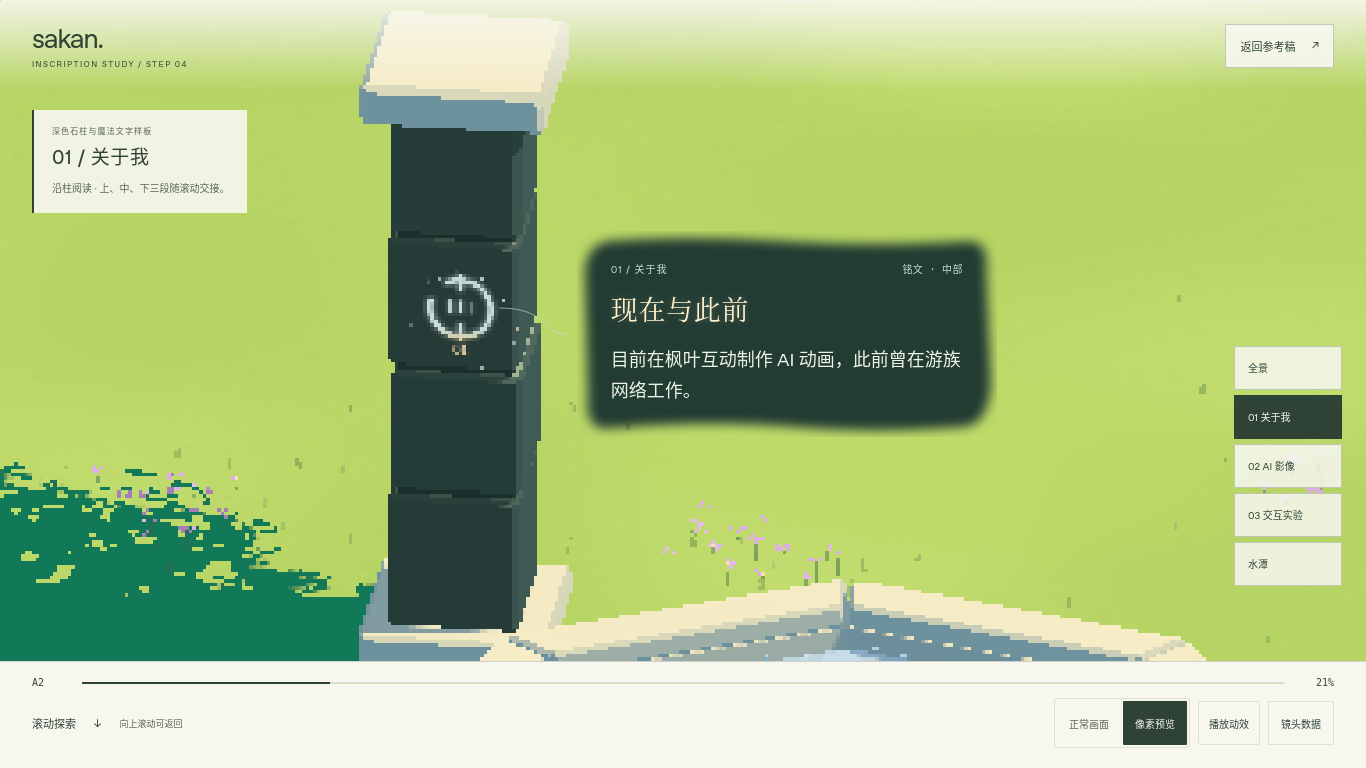 sakan.
INSCRIPTION STUDY / STEP 04
返回参考稿 ↗
深色石柱与魔法文字样板
01 / 关于我
沿柱阅读 · 上、中、下三段随滚动交接。
01 / 关于我
铭文 · 中部
现在与此前
目前在枫叶互动制作 AI 动画，此前曾在游族
网络工作。
全景
01 关于我
02 AI 影像
03 交互实验
水潭
A2
21%
滚动探索 ↓ 向上滚动可返回
正常画面
像素预览
播放动效
镜头数据